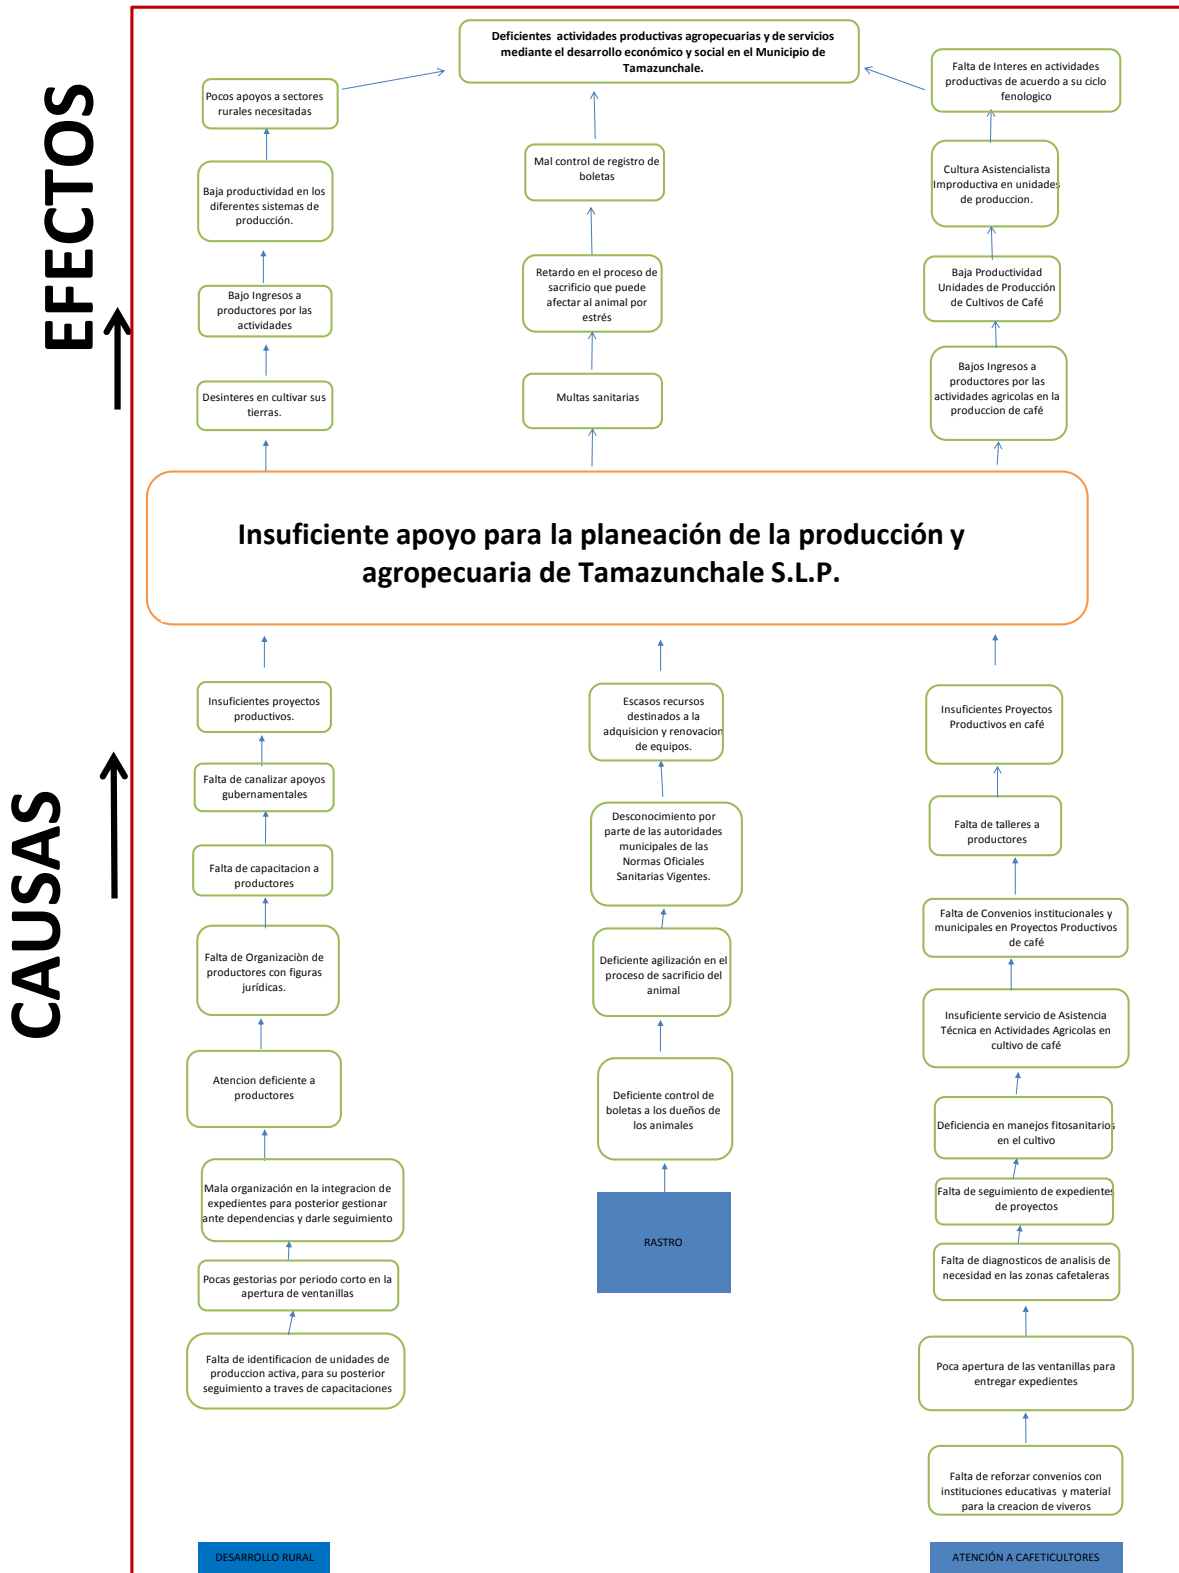 EFECTOS
Deficientes actividades productivas agropecuarias y de servicios
mediante el desarrollo económico y social en el Municipio de
Tamazunchale.
Pocos apoyos a sectores
rurales necesitadas
Baja productividad en los
diferentes sistemas de
producción.
Bajo Ingresos a
productores por las
actividades
Desinteres en cultivar sus
tierras.
Mal control de registro de
boletas
Retardo en el proceso de
sacrificio que puede
afectar al animal por
estrés
Multas sanitarias
Falta de Interes en actividades
productivas de acuerdo a su ciclo
fenologico
Cultura Asistencialista
Improductiva en unidades
de produccion.
Baja Productividad
Unidades de Producción
de Cultivos de Café
Bajos Ingresos a
productores por las
actividades agricolas en la
produccion de café
Insuficiente apoyo para la planeación de la producción y
agropecuaria de Tamazunchale S.L.P.
CAUSAS
Insuficientes proyectos
productivos.
Falta de canalizar apoyos
gubernamentales
Falta de capacitacion a
productores
Falta de Organizaciòn de
productores con figuras
jurídicas.
Atencion deficiente a
productores
Mala organización en la integracion de
expedientes para posterior gestionar
ante dependencias y darle seguimiento
Pocas gestorias por periodo corto en la
apertura de ventanillas
Falta de identificacion de unidades de
produccion activa, para su posterior
seguimiento a traves de capacitaciones
DESARROLLO RURAL
Escasos recursos
destinados a la
adquisicion y renovacion
de equipos.
Desconocimiento por
parte de las autoridades
municipales de las
Normas Oficiales
Sanitarias Vigentes.
Deficiente agilización en el
proceso de sacrificio del
animal
Deficiente control de
boletas a los dueños de
los animales
RASTRO
Insuficientes Proyectos
Productivos en café
Falta de talleres a
productores
Falta de Convenios institucionales y
municipales en Proyectos Productivos
de café
Insuficiente servicio de Asistencia
Técnica en Actividades Agricolas en
cultivo de café
Deficiencia en manejos fitosanitarios
en el cultivo
Falta de seguimiento de expedientes
de proyectos
Falta de diagnosticos de analisis de
necesidad en las zonas cafetaleras
Poca apertura de las ventanillas para
entregar expedientes
Falta de reforzar convenios con
instituciones educativas y material
para la creacion de viveros
ATENCIÓN A CAFETICULTORES